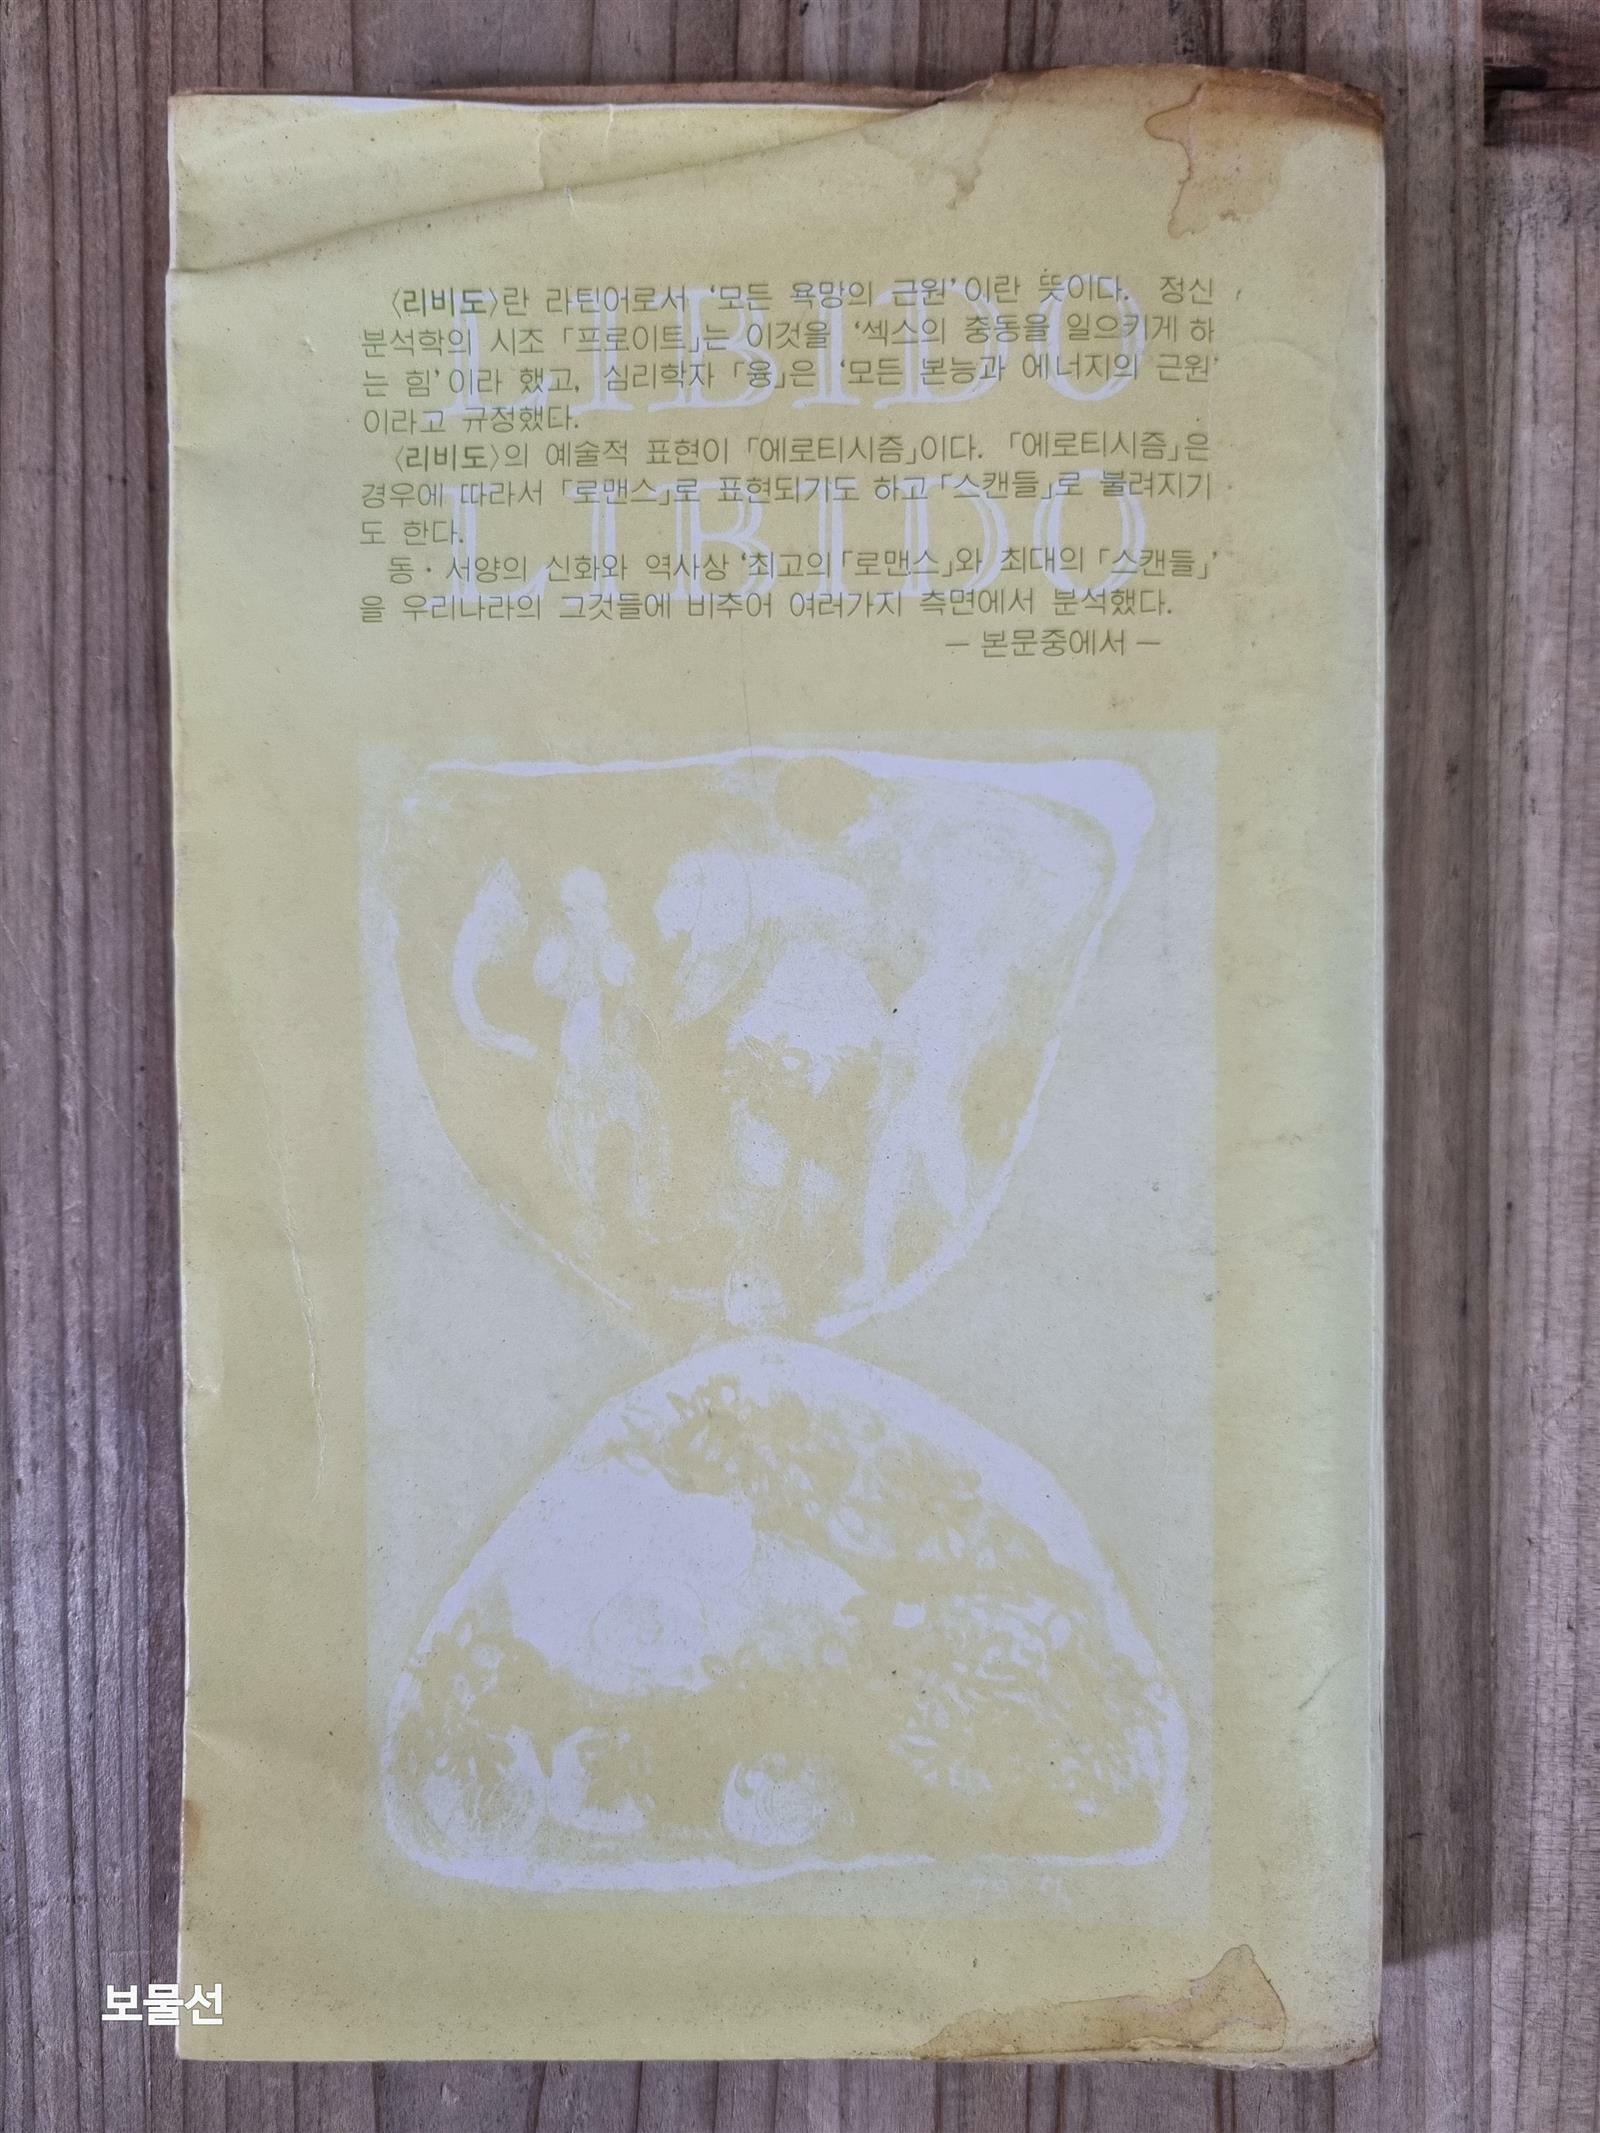 LIBIDO
LIBIDO
〈리비도〉란 라틴어로서 '모든 욕망의 근원'이란 뜻이다. 정신
분석학의 시조 「프로이트」는 이것을 '섹스의 충동을 일으키게 하
는 힘'이라 했고, 심리학자 「융」은 '모든 본능과 에너지의 근원'
이라고 규정했다.
〈리비도〉의 예술적 표현이 「에로티시즘」이다. 「에로티시즘」은
경우에 따라서 「로맨스」로 표현되기도 하고 「스캔들」로 불려지기
도 한다.
동·서양의 신화와 역사상 '최고의 「로맨스」와 최대의 「스캔들」'
을 우리나라의 그것들에 비추어 여러가지 측면에서 분석했다.
— 본문중에서 —
보물선